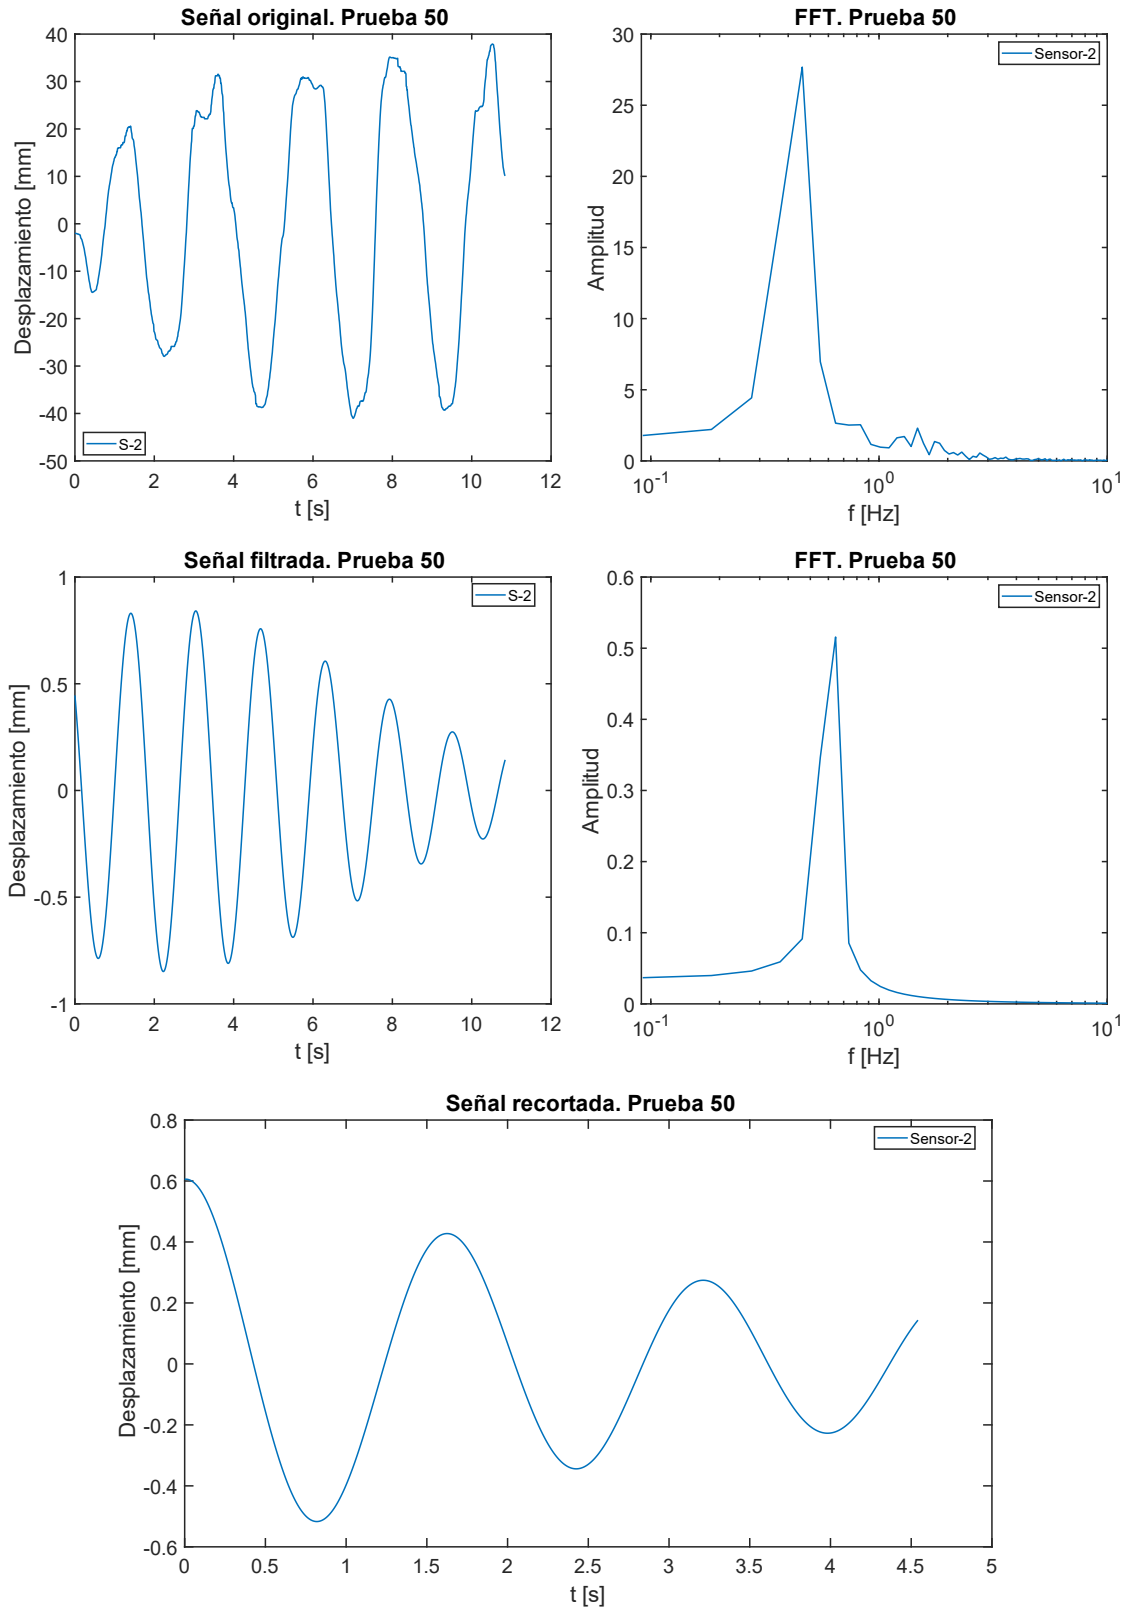 Señal original. Prueba 50
Desplazamiento [mm]
40
30
20
10
0
-10
-20
-30
-40
-50
S-2
0 2 4 6 8 10 12
t [s]
FFT. Prueba 50
Amplitud
30
25
20
15
10
5
0
Sensor-2
10^-1 10^0 10^1
f [Hz]
Señal filtrada. Prueba 50
Desplazamiento [mm]
1
0.5
0
-0.5
-1
S-2
0 2 4 6 8 10 12
t [s]
FFT. Prueba 50
Amplitud
0.6
0.5
0.4
0.3
0.2
0.1
0
Sensor-2
10^-1 10^0 10^1
f [Hz]
Señal recortada. Prueba 50
Desplazamiento [mm]
0.8
0.6
0.4
0.2
0
-0.2
-0.4
-0.6
Sensor-2
0 0.5 1 1.5 2 2.5 3 3.5 4 4.5 5
t [s]